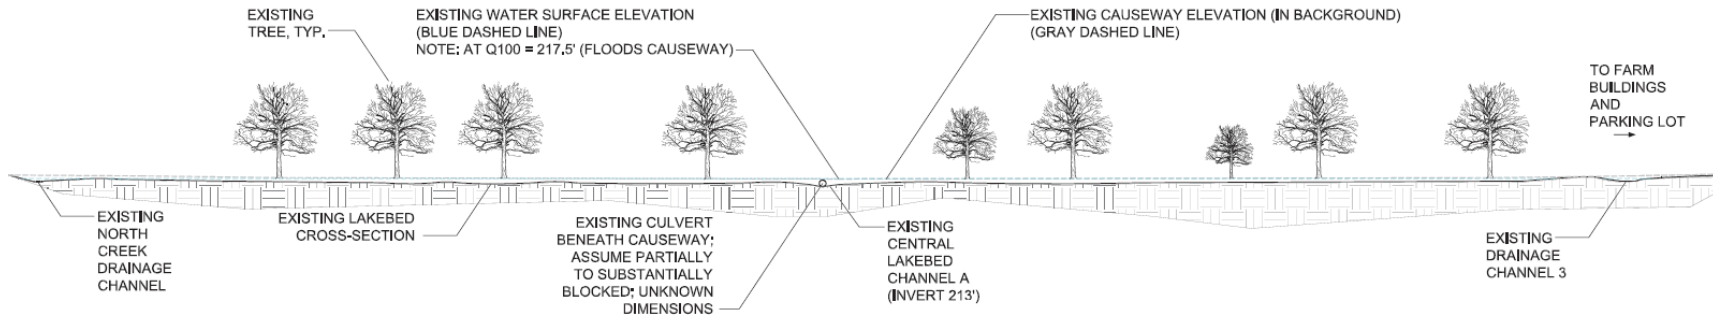 EXISTING
TREE, TYP.
EXISTING WATER SURFACE ELEVATION
(BLUE DASHED LINE)
NOTE: AT Q100 = 217.5' (FLOODS CAUSEWAY)
EXISTING CAUSEWAY ELEVATION (IN BACKGROUND)
(GRAY DASHED LINE)
TO FARM
BUILDINGS
AND
PARKING LOT
EXISTING
NORTH
CREEK
DRAINAGE
CHANNEL
EXISTING LAKEBED
CROSS-SECTION
EXISTING CULVERT
BENEATH CAUSEWAY;
ASSUME PARTIALLY
TO SUBSTANTIALLY
BLOCKED; UNKNOWN
DIMENSIONS
EXISTING
CENTRAL
LAKEBED
CHANNEL A
(INVERT 213')
EXISTING
DRAINAGE
CHANNEL 3